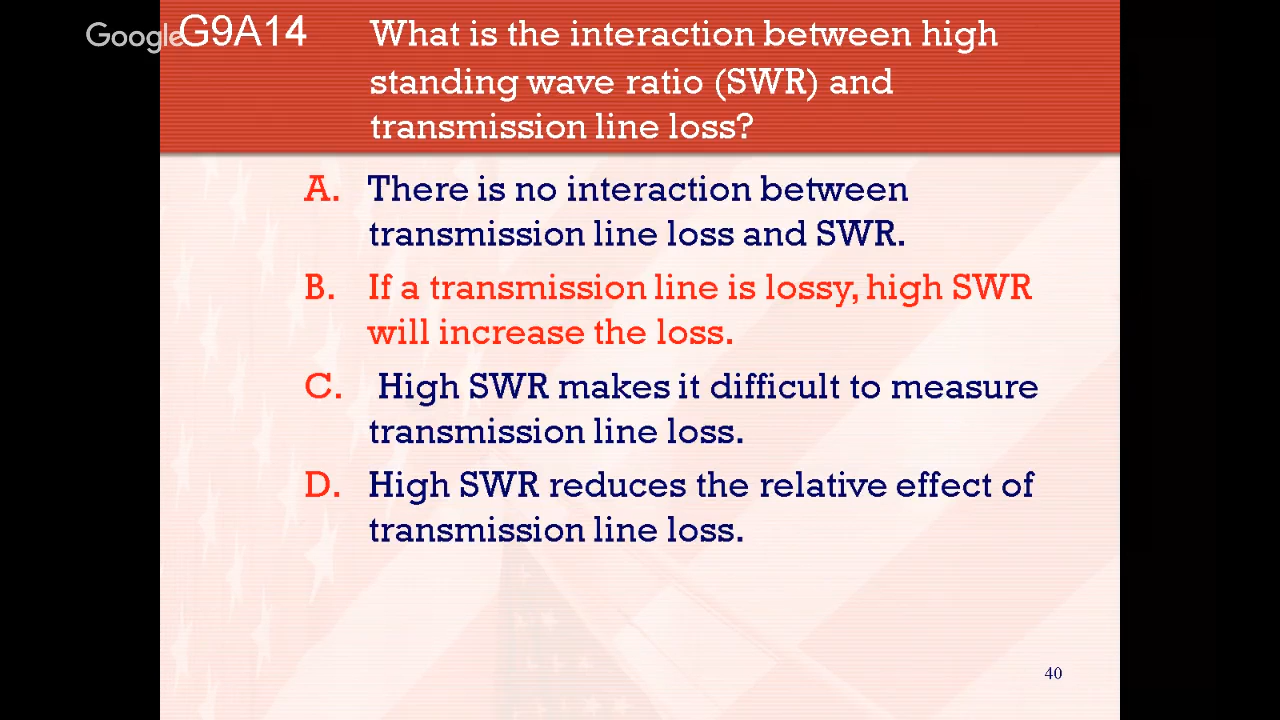 Google G9A14 What is the interaction between high
standing wave ratio (SWR) and
transmission line loss?
A. There is no interaction between
transmission line loss and SWR.
B. If a transmission line is lossy, high SWR
will increase the loss.
C. High SWR makes it difficult to measure
transmission line loss.
D. High SWR reduces the relative effect of
transmission line loss.
40